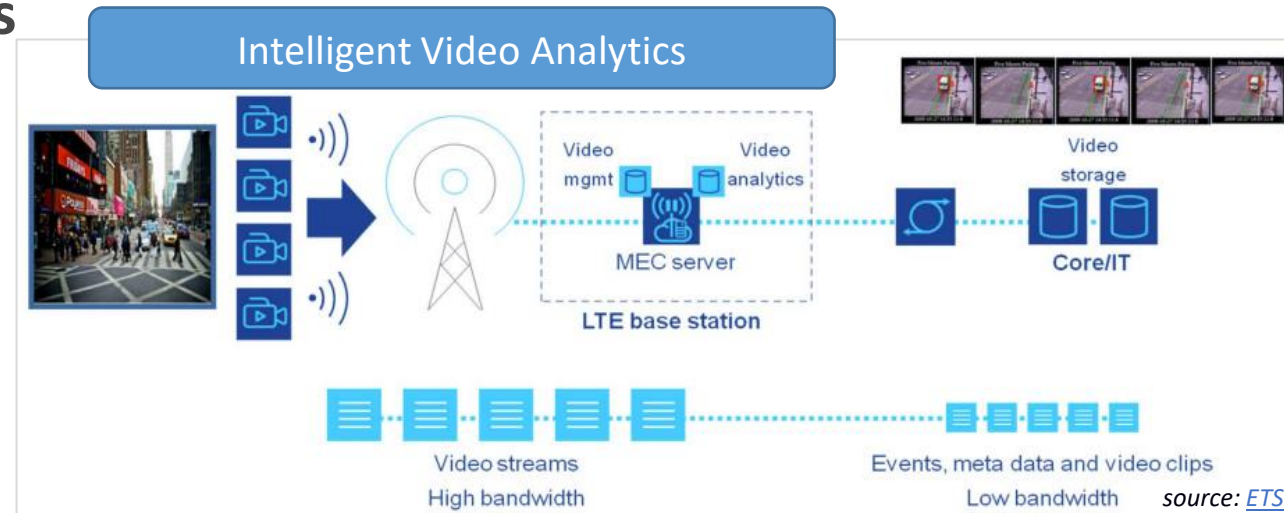 s
Intelligent Video Analytics
Video
mgmt
Video
analytics
MEC server
LTE base station
Video
storage
Core/IT
Video streams
High bandwidth
Events, meta data and video clips
Low bandwidth
source: ETS